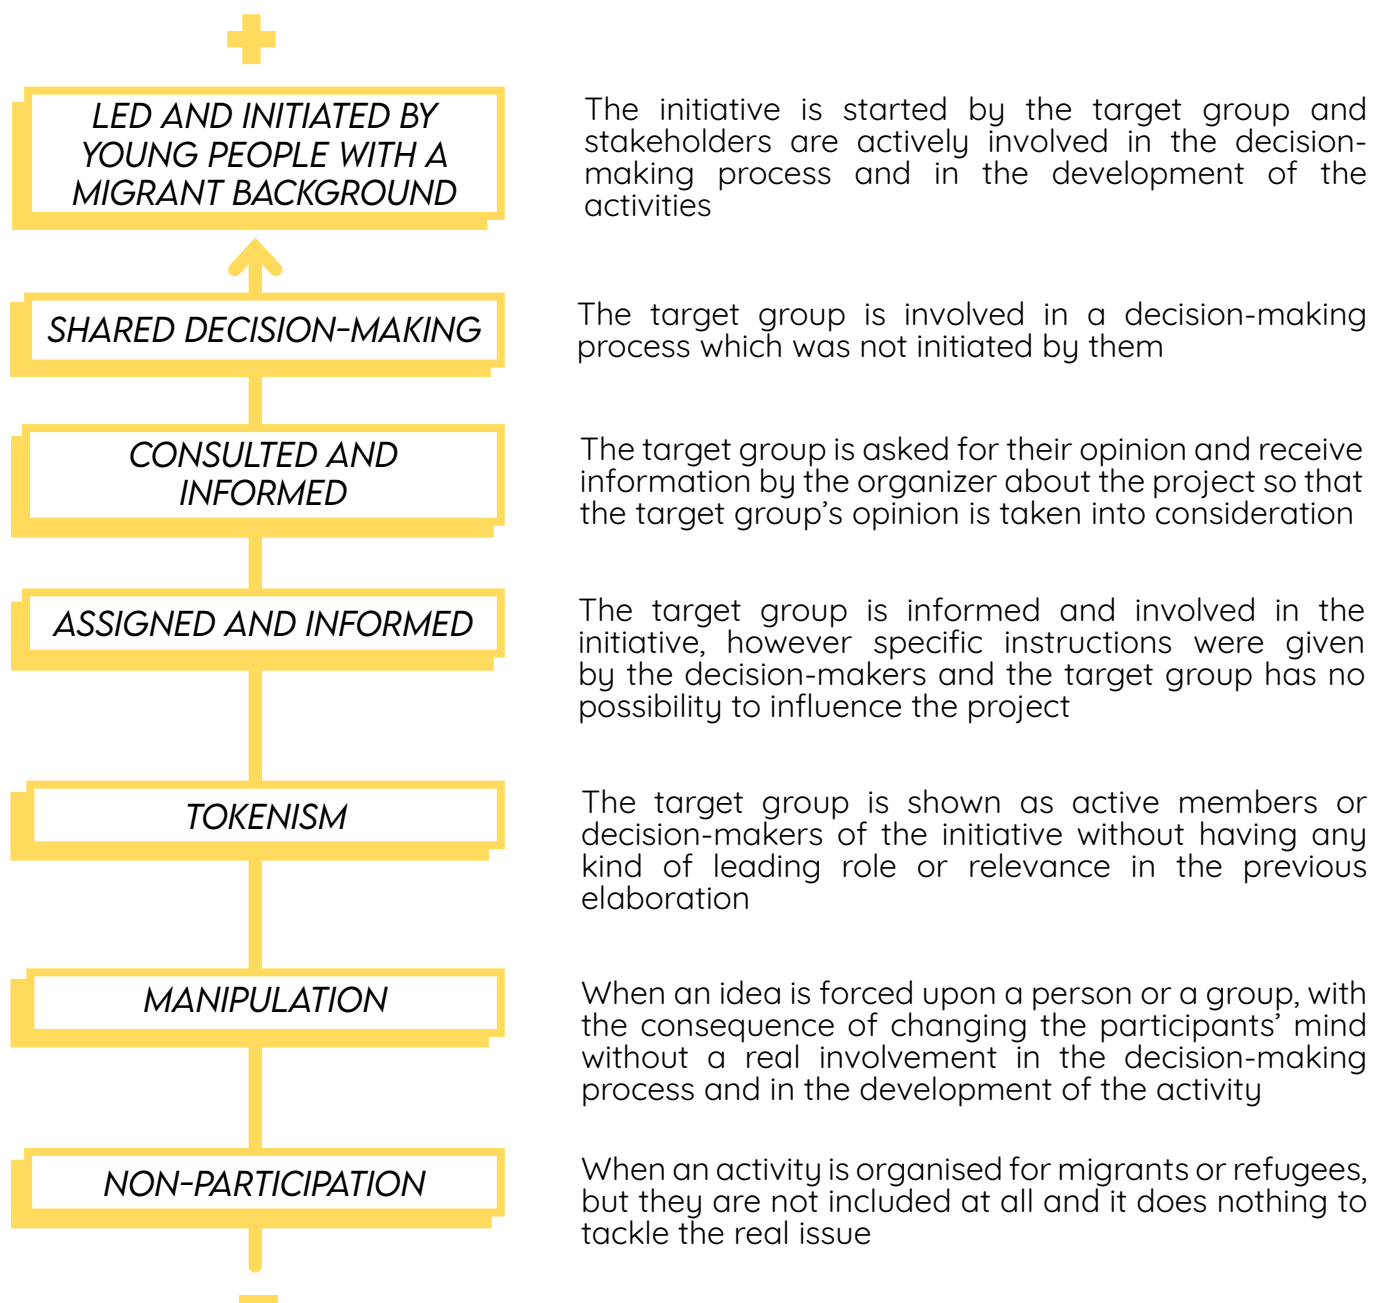 LED AND INITIATED BY
YOUNG PEOPLE WITH A
MIGRANT BACKGROUND
The initiative is started by the target group and
stakeholders are actively involved in the decision-
making process and in the development of the
activities
SHARED DECISION-MAKING
The target group is involved in a decision-making
process which was not initiated by them
CONSULTED AND
INFORMED
The target group is asked for their opinion and receive
information by the organizer about the project so that
the target group's opinion is taken into consideration
ASSIGNED AND INFORMED
The target group is informed and involved in the
initiative, however specific instructions were given
by the decision-makers and the target group has no
possibility to influence the project
TOKENISM
The target group is shown as active members or
decision-makers of the initiative without having any
kind of leading role or relevance in the previous
elaboration
MANIPULATION
When an idea is forced upon a person or a group, with
the consequence of changing the participants' mind
without a real involvement in the decision-making
process and in the development of the activity
NON-PARTICIPATION
When an activity is organised for migrants or refugees,
but they are not included at all and it does nothing to
tackle the real issue